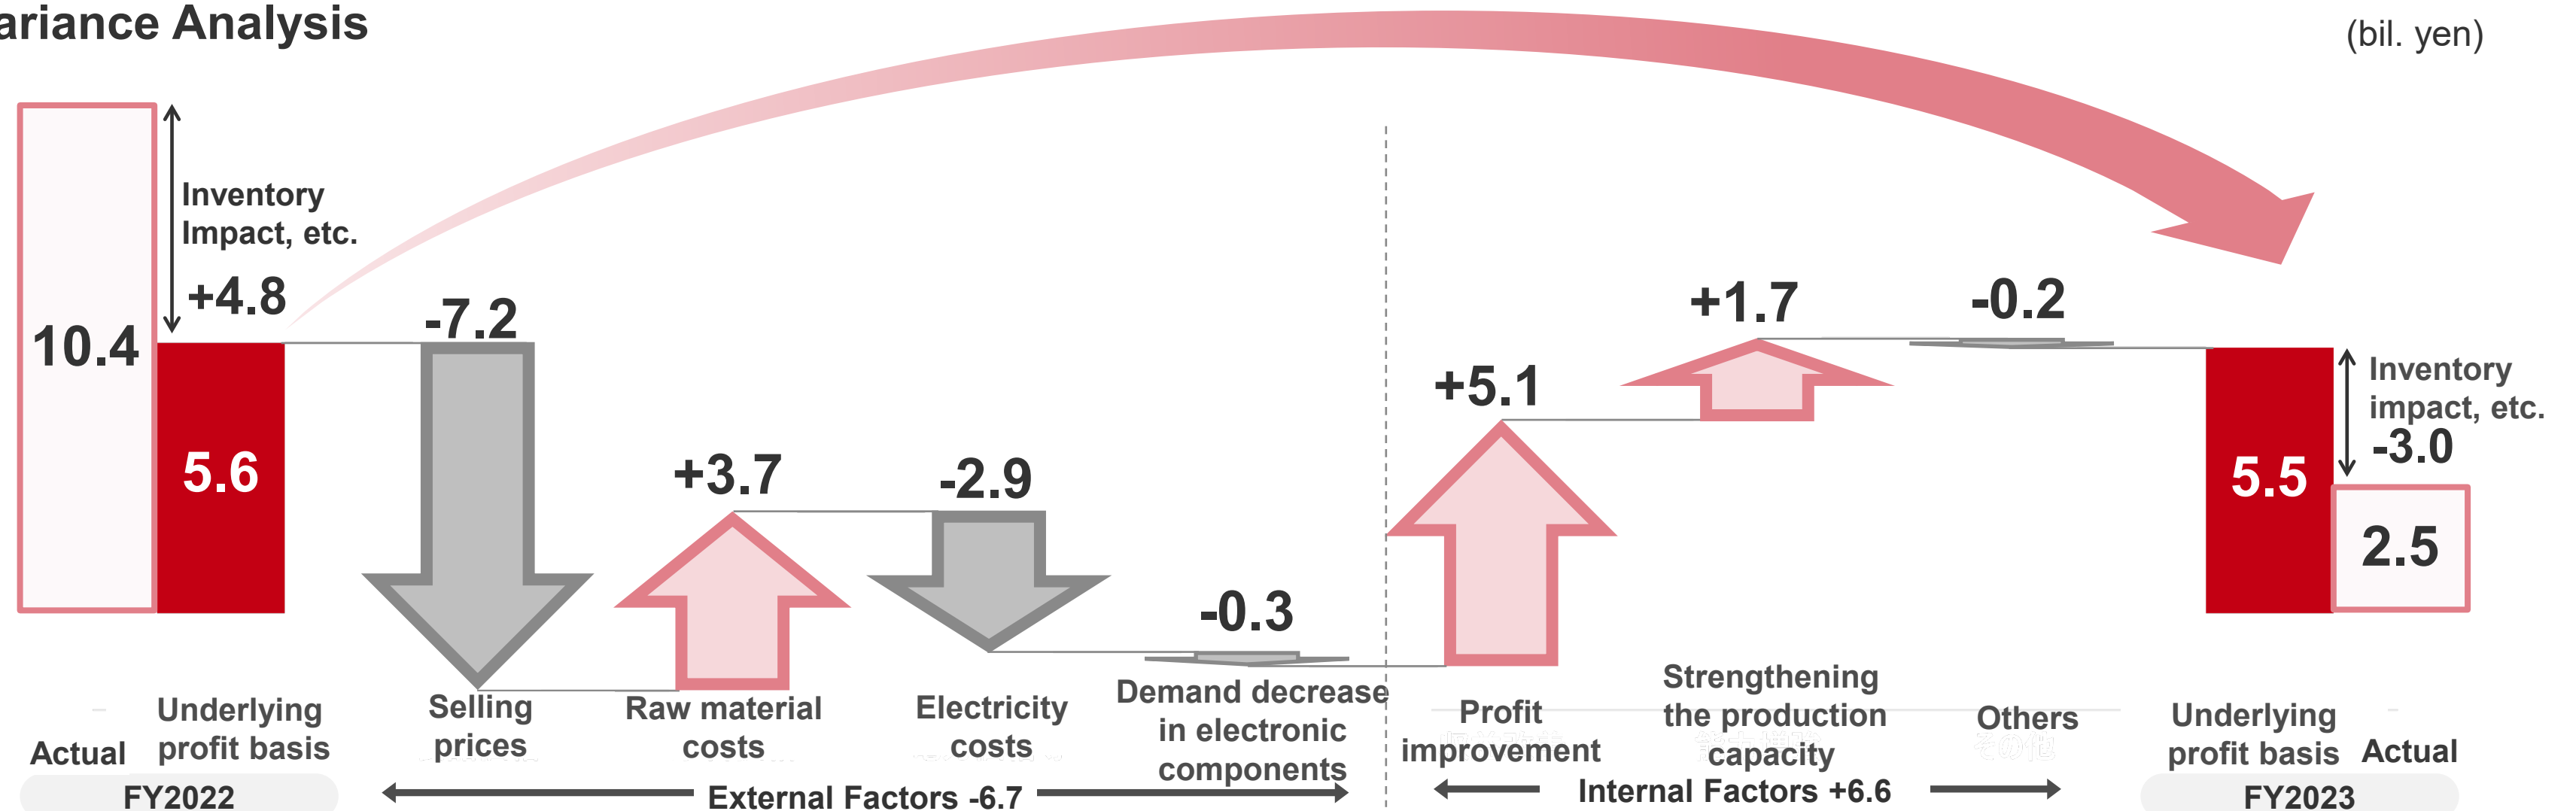 ariance Analysis
(bil. yen)
Inventory
Impact, etc.
+4.8
10.4
5.6
-7.2
+3.7
-2.9
-0.3
+5.1
+1.7
-0.2
5.5
Inventory
impact, etc.
-3.0
2.5
Actual
Underlying
profit basis
FY2022
Selling
prices
Raw material
costs
Electricity
costs
Demand decrease
in electronic
components
External Factors -6.7
Profit
improvement
Strengthening
the production
capacity
Others
その他
Internal Factors +6.6
Underlying
profit basis
Actual
FY2023